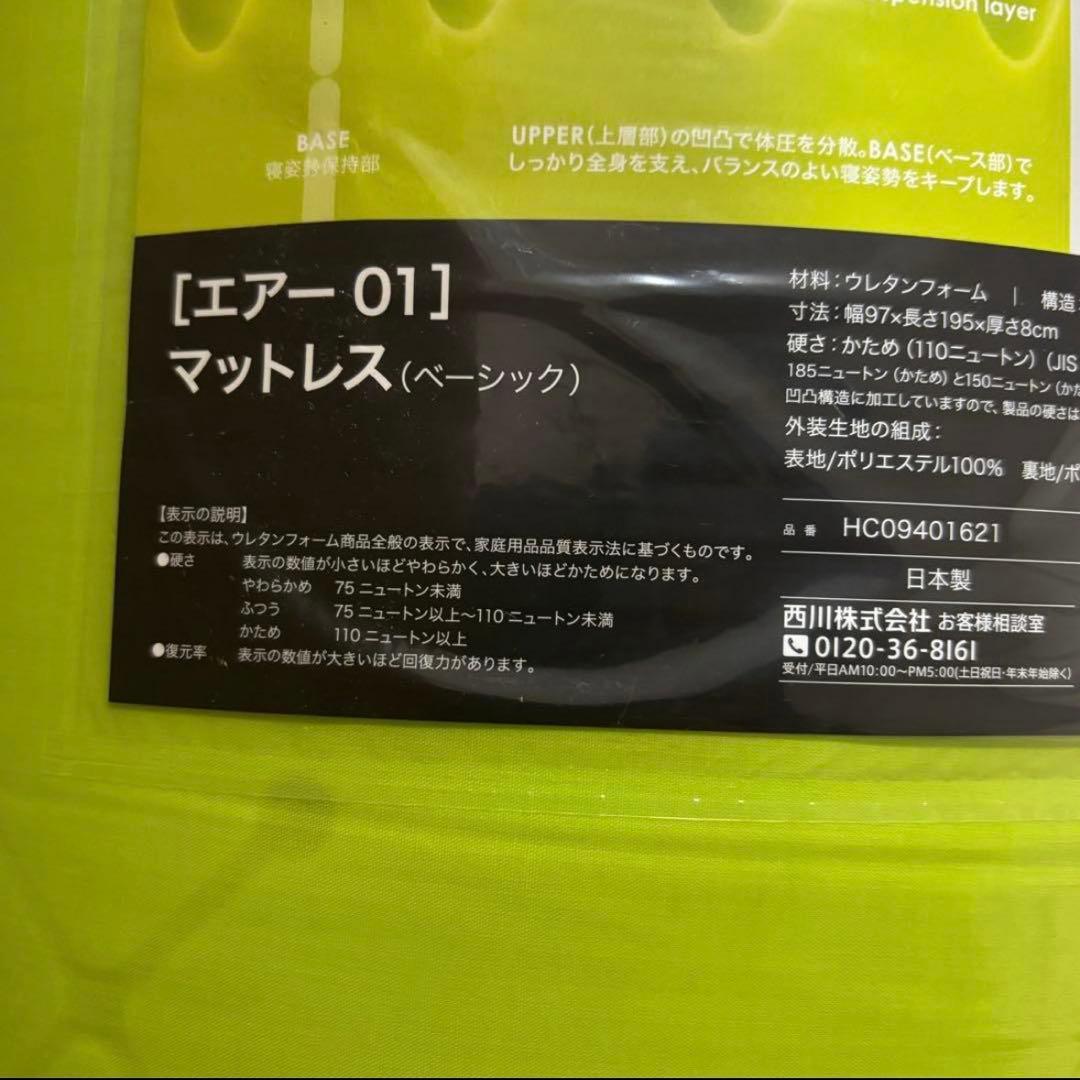 layer
BASE
寝姿勢保持部
UPPER(上層部)の凹凸で体圧を分散。BASE(ベース部)で
しっかり全身を支え、バランスのよい寝姿勢をキープします。
[エアー 01]
マットレス(ベーシック)
材料:ウレタンフォーム | 構造:
寸法:幅97×長さ195×厚さ8cm
硬さ:かため(110ニュートン)(JIS
185ニュートン(かため)と150ニュートン(かた
凹凸構造に加工していますので、製品の硬さは
外装生地の組成:
表地/ポリエステル100% 裏地/ポ
品番 HC09401621
日本製
西川株式会社 お客様相談室
0120-36-8161
受付/平日AM10:00〜PM5:00(土日祝日・年末年始除く)
【表示の説明】
この表示は、ウレタンフォーム商品全般の表示で、家庭用品品質表示法に基づくものです。
●硬さ 表示の数値が小さいほどやわらかく、大きいほどかためになります。
やわらかめ 75 ニュートン未満
ふつう 75 ニュートン以上〜110 ニュートン未満
かため 110 ニュートン以上
●復元率 表示の数値が大きいほど回復力があります。